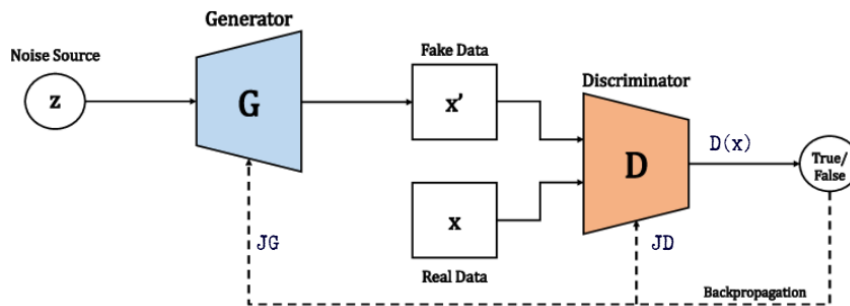 Generator
Noise Source
Fake Data
Discriminator
z
G
x'
D(x)
True/
False
D
x
JG
JD
Real Data
Backpropagation